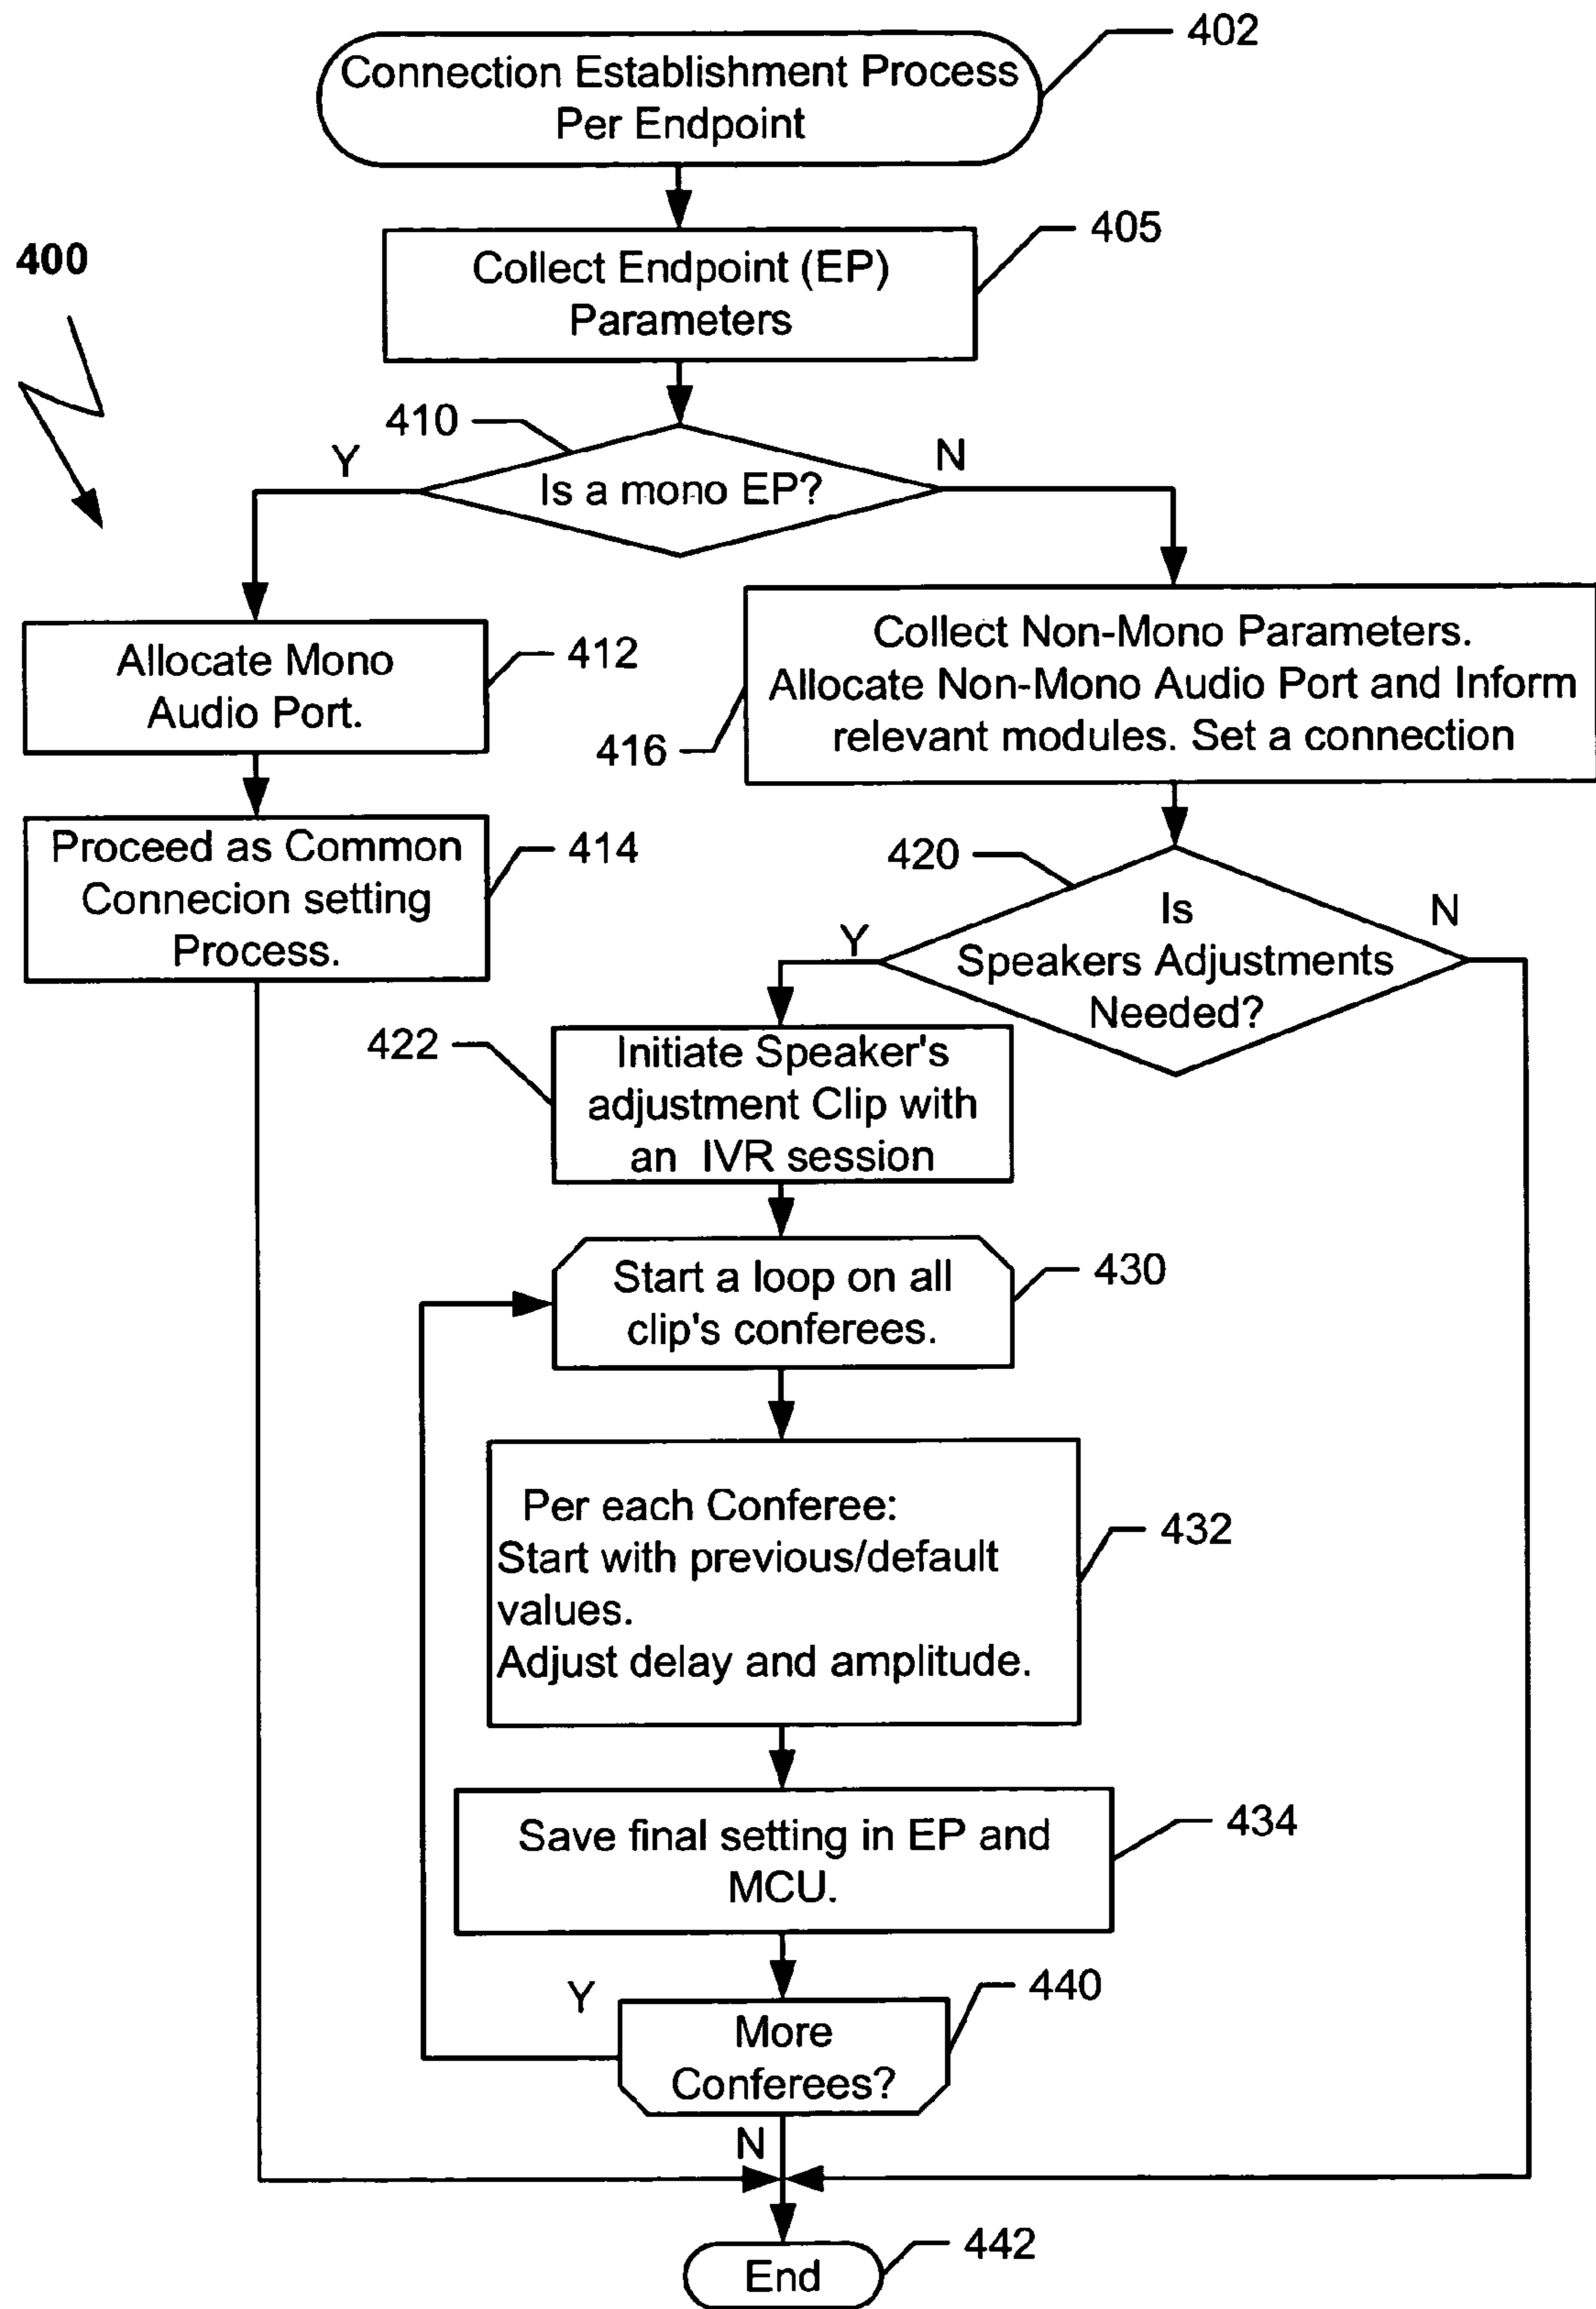 402
Connection Establishment Process
Per Endpoint
405
400
Collect Endpoint (EP)
Parameters
410
Y
N
Is a mono EP?
Allocate Mono
Audio Port.
412
Collect Non-Mono Parameters.
Allocate Non-Mono Audio Port and Inform
relevant modules. Set a connection
416
Proceed as Common
Connecion setting
Process.
414
420
Is
Speakers Adjustments
Needed?
Y
N
422
Initiate Speaker's
adjustment Clip with
an IVR session
Start a loop on all
clip's conferees.
430
Per each Conferee:
Start with previous/default
values.
Adjust delay and amplitude.
432
Save final setting in EP and
MCU.
434
Y
440
More
Conferees?
N
442
End